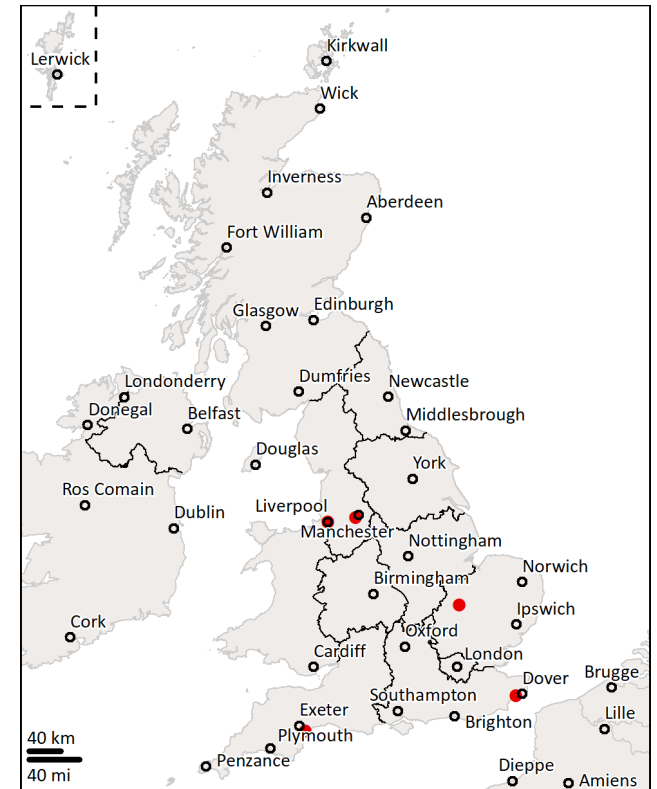 Kirkwall
Lerwick
Wick
Inverness
Aberdeen
Fort William
Glasgow
Edinburgh
Dumfries
Londonderry
Newcastle
Donegal
Belfast
Middlesbrough
Douglas
York
Ros Comain
Liverpool
Dublin
Manchester
Nottingham
Norwich
Birmingham
Ipswich
Cork
Oxford
Cardiff
London
Brugge
Dover
Southampton
Exeter
Lille
Brighton
Plymouth
40 km
Penzance
Dieppe
40 mi
Amiens